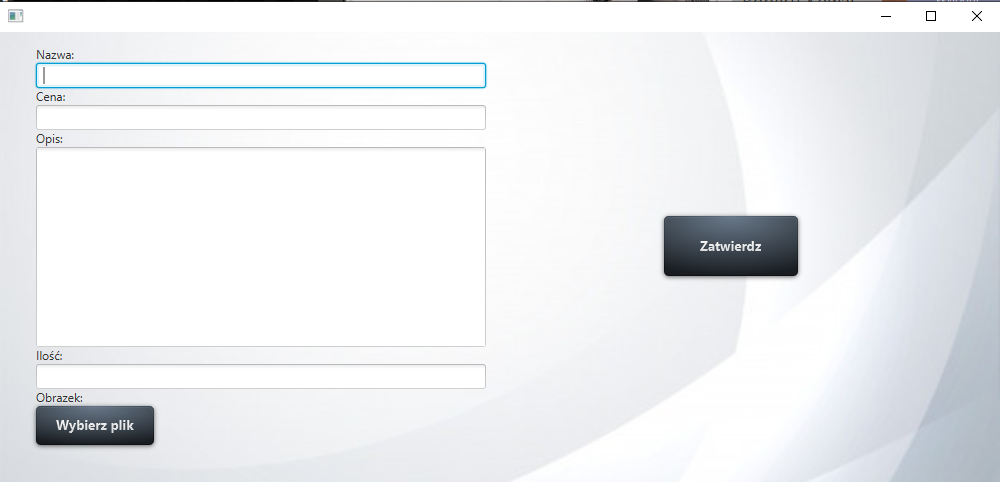 Nazwa:
Cena:
Opis:
Zatwierdz
Ilość:
Obrazek:
Wybierz plik